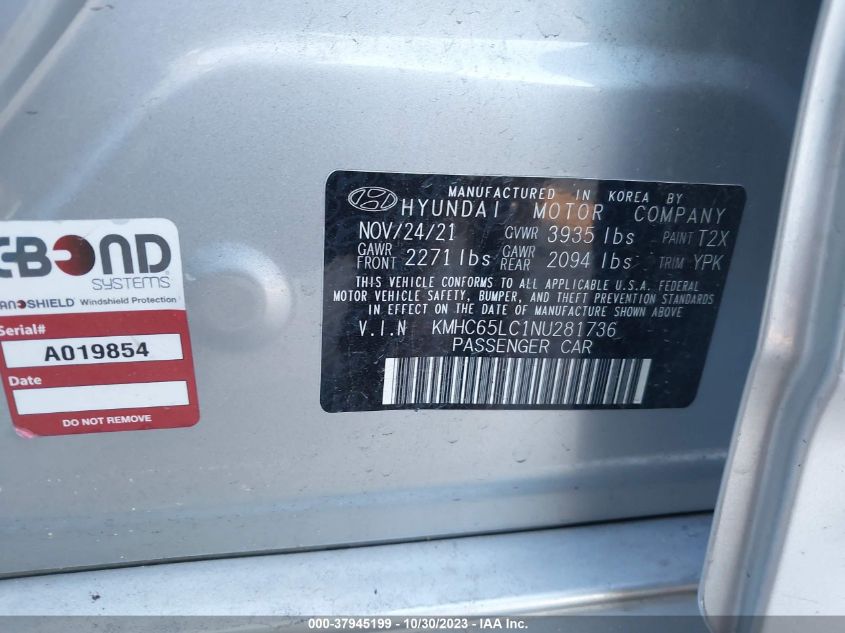 BOND
SYSTEMS
Windshield Protection
Serial#
A019854
Date
DO NOT REMOVE
MANUFACTURED IN KOREA BY
HYUNDAI MOTOR COMPANY
NOV/24/21 GVWR 3935 lbs PAINT T2X
GAWR FRONT 2271 lbs GAWR REAR 2094 lbs TRIM YPK
THIS VEHICLE CONFORMS TO ALL APPLICABLE U.S.A. FEDERAL
MOTOR VEHICLE SAFETY, BUMPER, AND THEFT PREVENTION STANDARDS
IN EFFECT ON THE DATE OF MANUFACTURE SHOWN ABOVE
V.I.N KMHC65LC1NU281736
PASSENGER CAR
000-37945199 - 10/30/2023 - IAA Inc.